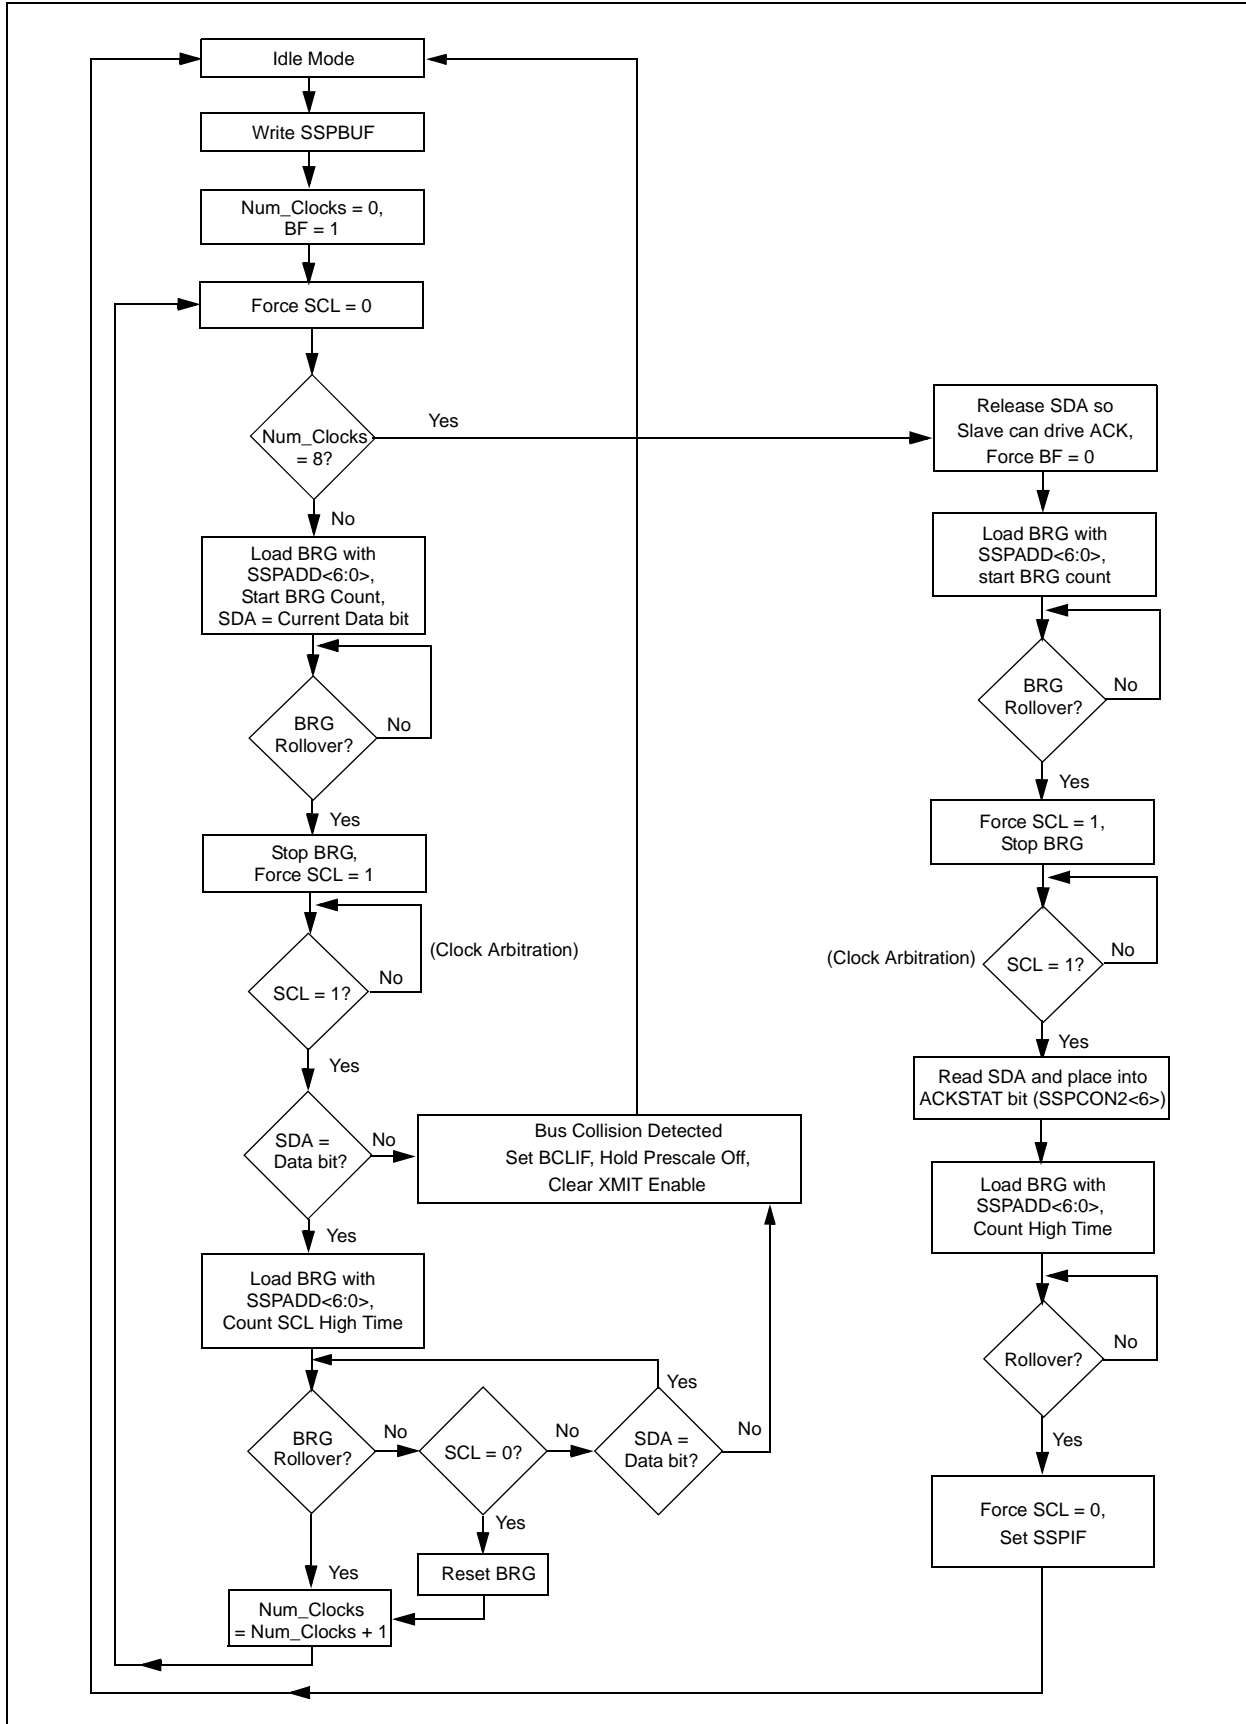 Idle Mode
Write SSPBUF
Num_Clocks = 0,
BF = 1
Force SCL = 0
Num_Clocks
= 8?
Yes
No
Load BRG with
SSPADD<6:0>,
Start BRG Count,
SDA = Current Data bit
BRG
Rollover?
No
Yes
Stop BRG,
Force SCL = 1
(Clock Arbitration)
SCL = 1?
No
Yes
SDA =
Data bit?
No
Bus Collision Detected
Set BCLIF, Hold Prescale Off,
Clear XMIT Enable
Yes
Load BRG with
SSPADD<6:0>,
Count SCL High Time
BRG
Rollover?
No
SCL = 0?
No
SDA =
Data bit?
Yes
No
Yes
Reset BRG
Yes
Num_Clocks
= Num_Clocks + 1
Release SDA so
Slave can drive ACK,
Force BF = 0
Load BRG with
SSPADD<6:0>,
start BRG count
BRG
Rollover?
No
Yes
Force SCL = 1,
Stop BRG
(Clock Arbitration)
SCL = 1?
No
Yes
Read SDA and place into
ACKSTAT bit (SSPCON2<6>)
Load BRG with
SSPADD<6:0>,
Count High Time
Rollover?
No
Yes
Force SCL = 0,
Set SSPIF